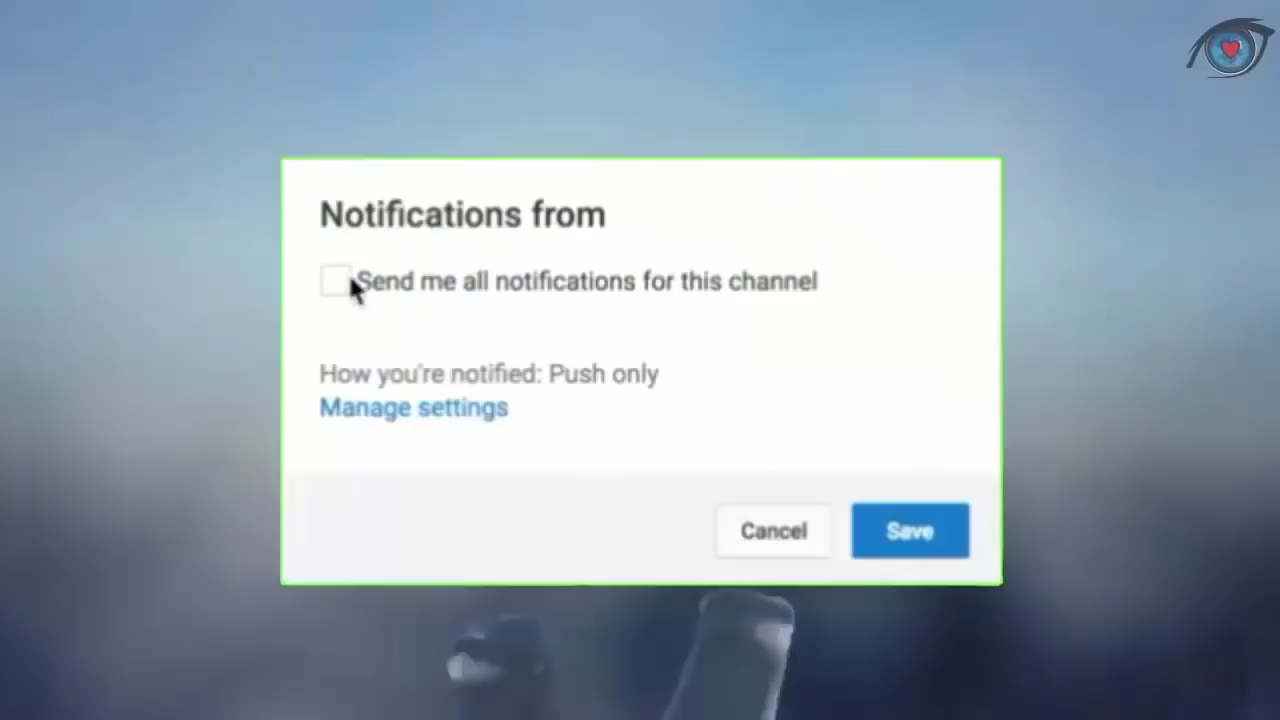 Notifications from
Send me all notifications for this channel
How you're notified: Push only
Manage settings
Cancel
Save